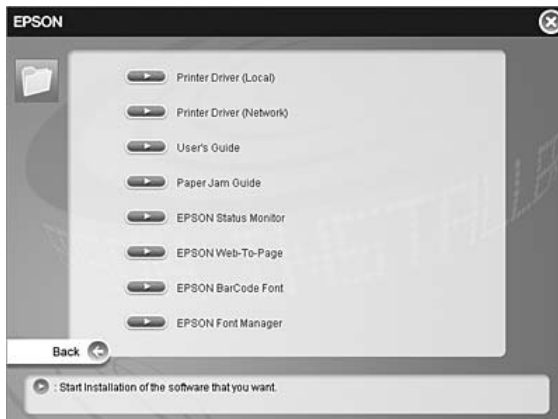 EPSON
Printer Driver (Local)
Printer Driver (Network)
User's Guide
Paper Jam Guide
EPSON Status Monitor
EPSON Web-To-Page
EPSON BarCode Font
EPSON Font Manager
Back
: Start Installation of the software that you want.